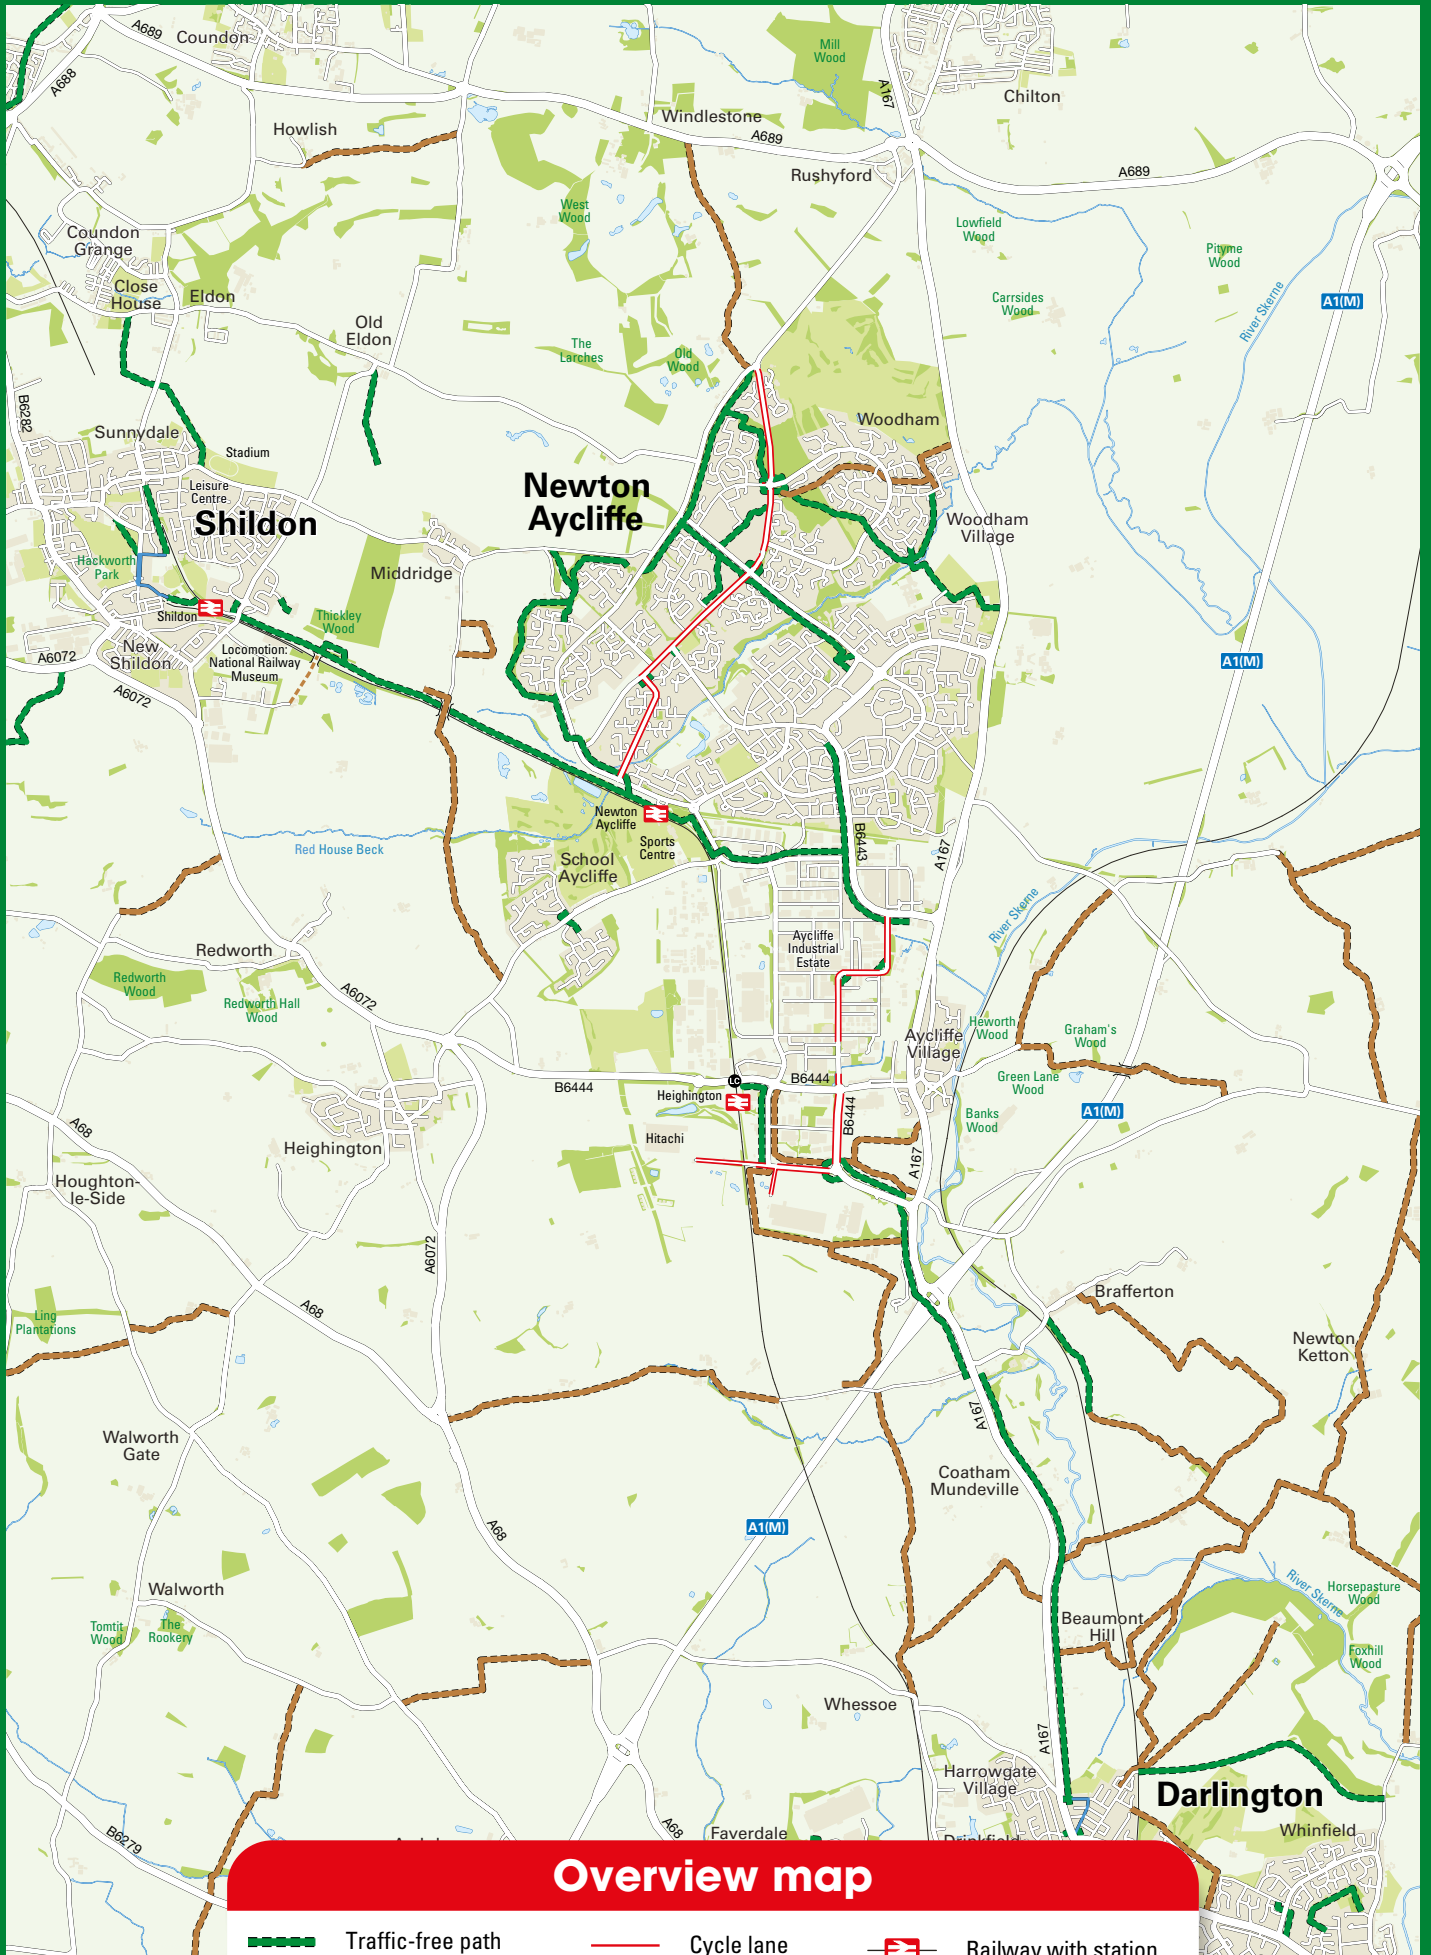 A689
Coundon
A688
Mill
Wood
A167
Chilton
Howlish
Windlestone
A689
Rushyford
A689
West
Wood
Lowfield
Wood
Pityme
Wood
Coundon
Grange
Close
House
Eldon
Carrsides
Wood
A1(M)
River Skerne
Old
Eldon
The
Larches
Old
Wood
B6282
Sunnydale
Woodham
Stadium
Leisure
Centre
Shildon
Newton
Aycliffe
Woodham
Village
Hackworth
Park
Middridge
Shildon
Thickley
Wood
New
Shildon
A6072
A6072
Locomotion:
National Railway
Museum
A1(M)
Newton
Aycliffe
Sports
Centre
B6443
A167
Red House Beck
School
Aycliffe
River Skerne
Aycliffe
Industrial
Estate
Redworth
Redworth
Wood
Redworth Hall
Wood
A6072
Heworth
Wood
Graham's
Wood
Aycliffe
Village
Green Lane
Wood
LC
B6444
B6444
Heighington
B6444
Banks
Wood
A1(M)
A68
Heighington
Hitachi
A167
Houghton-
le-Side
A6072
Brafferton
A68
Ling
Plantations
Newton
Ketton
A167
Walworth
Gate
Coatham
Mundeville
A68
A1(M)
Walworth
River Skerne
Horsepasture
Wood
Tomtit
Wood
The
Rookery
Beaumont
Hill
Foxhill
Wood
Whessoe
A167
Harrowgate
Village
Darlington
Whinfield
B6279
A68
Faverdale
Drinkfield
Overview map
Traffic-free path
Cycle lane
Railway with station